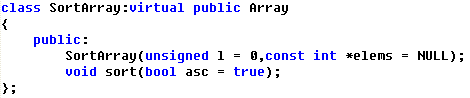 class SortArray:virtual public Array
{
    public:
        SortArray(unsigned l = 0,const int *elems = NULL);
        void sort(bool asc = true);
};